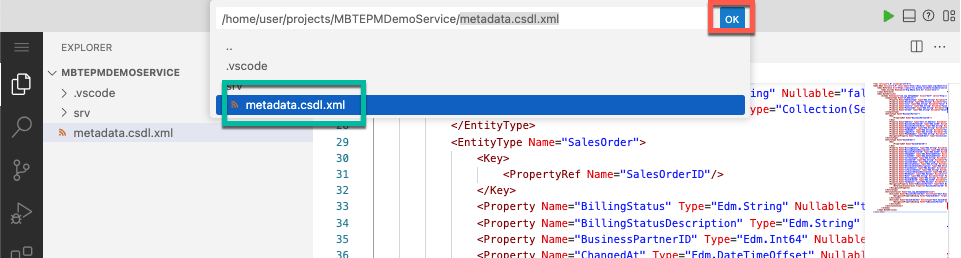 /home/user/projects/MBTEPMDemoService/metadata.csdl.xml
OK
EXPLORER
MBTEPMDEMOSERVICE
.vscode
srv
metadata.csdl.xml
..
.vscode
srv
metadata.csdl.xml
ing" Nullable="fal
ype="Collection(Se
28 </EntityType>
29 <EntityType Name="SalesOrder">
30 <Key>
31 <PropertyRef Name="SalesOrderID"/>
32 </Key>
33 <Property Name="BillingStatus" Type="Edm.String" Nullable="t
34 <Property Name="BillingStatusDescription" Type="Edm.String"
35 <Property Name="BusinessPartnerID" Type="Edm.Int64" Nullab
36 <Property Name="ChangedAt" Type="Edm.DateTimeOffset" Nullab